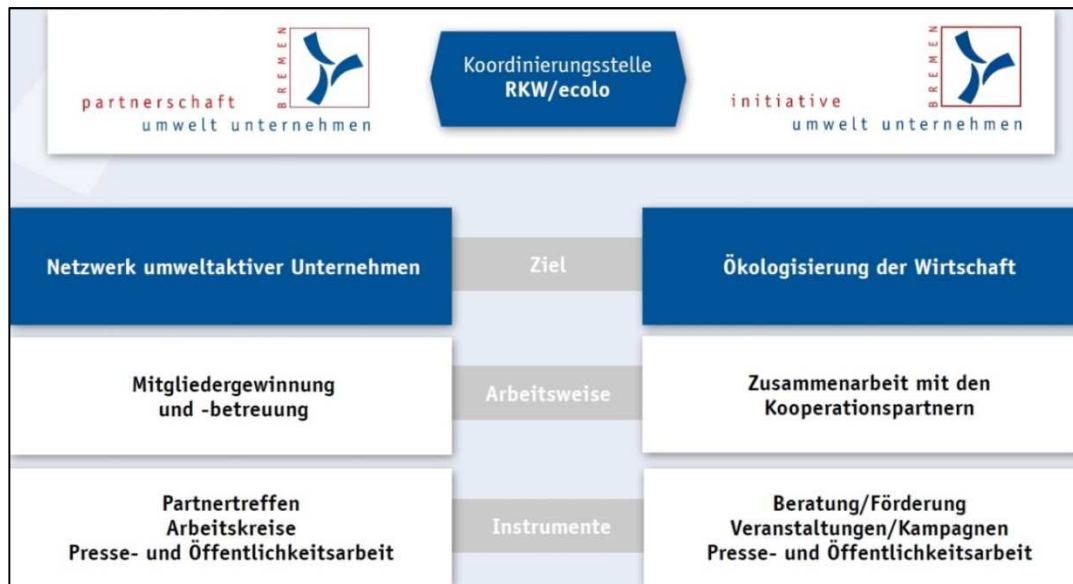 BREMEN
partnerschaft
umwelt unternehmen
Koordinierungsstelle
RKW/ecolo
BREMEN
initiative
umwelt unternehmen
Netzwerk umweltaktiver Unternehmen
Ziel
Ökologisierung der Wirtschaft
Mitgliedergewinnung
und -betreuung
Arbeitsweise
Zusammenarbeit mit den
Kooperationspartnern
Partnertreffen
Arbeitskreise
Presse- und Öffentlichkeitsarbeit
Instrumente
Beratung/Förderung
Veranstaltungen/Kampagnen
Presse- und Öffentlichkeitsarbeit